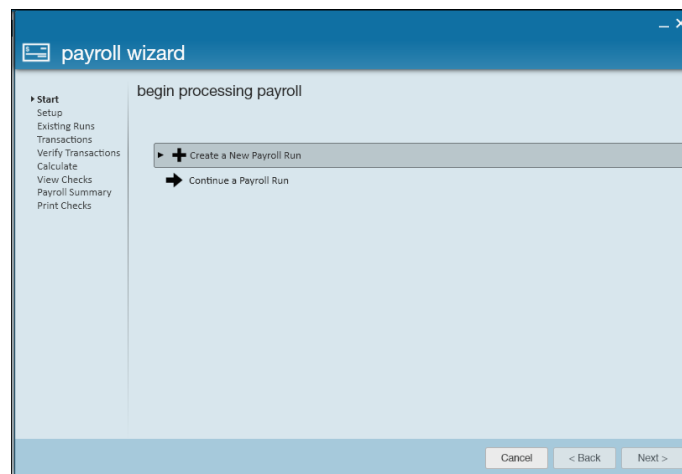 payroll wizard
begin processing payroll
Start
Setup
Existing Runs
Transactions
Verify Transactions
Calculate
View Checks
Payroll Summary
Print Checks
Create a New Payroll Run
Continue a Payroll Run
Cancel
< Back
Next >